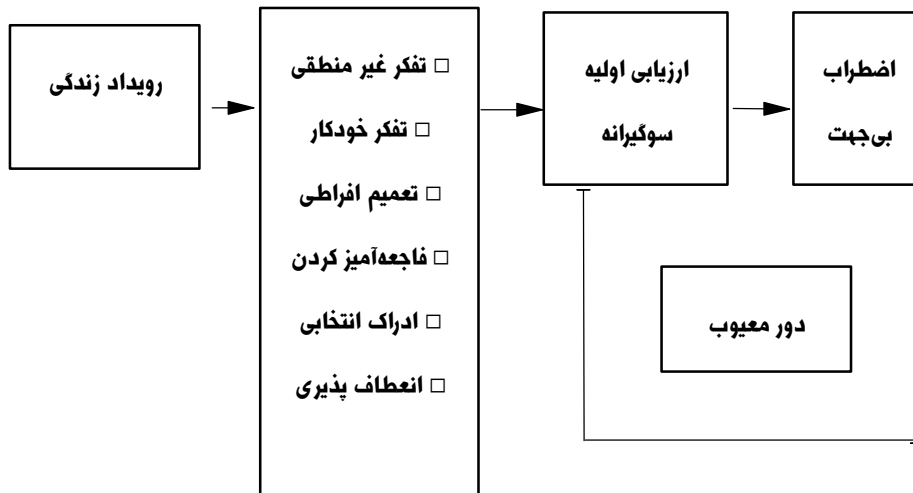 رویداد زندگی
□ تفکر غیر منطقی
□ تفکر خودکار
□ تعمیم افراطی
□ فاجعه‌آمیز کردن
□ ادراک انتخابی
□ انعطاف پذیری
ارزیابی اولیه
سوگیرانه
اضطراب
بی‌جهت
دور معیوب